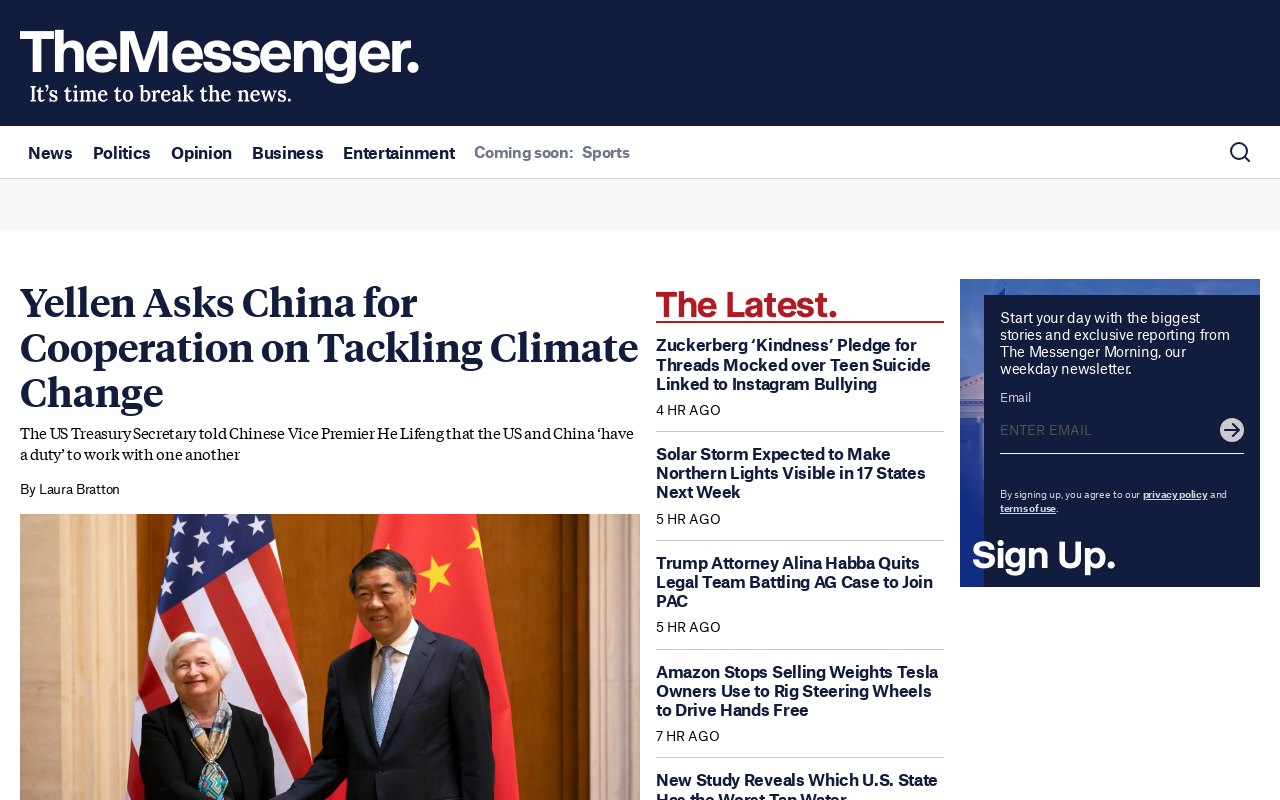 TheMessenger.
It's time to break the news.
News Politics Opinion Business Entertainment Coming soon: Sports
Yellen Asks China for
Cooperation on Tackling Climate
Change
The US Treasury Secretary told Chinese Vice Premier He Lifeng that the US and China ‘have
a duty’ to work with one another
By Laura Bratton
The Latest.
Zuckerberg ‘Kindness’ Pledge for
Threads Mocked over Teen Suicide
Linked to Instagram Bullying
4 HR AGO
Solar Storm Expected to Make
Northern Lights Visible in 17 States
Next Week
5 HR AGO
Trump Attorney Alina Habba Quits
Legal Team Battling AG Case to Join
PAC
5 HR AGO
Amazon Stops Selling Weights Tesla
Owners Use to Rig Steering Wheels
to Drive Hands Free
7 HR AGO
New Study Reveals Which U.S. State
Has the Worst Tap Water
Start your day with the biggest
stories and exclusive reporting from
The Messenger Morning, our
weekday newsletter.
Email
ENTER EMAIL
By signing up, you agree to our privacy policy and
terms of use.
Sign Up.